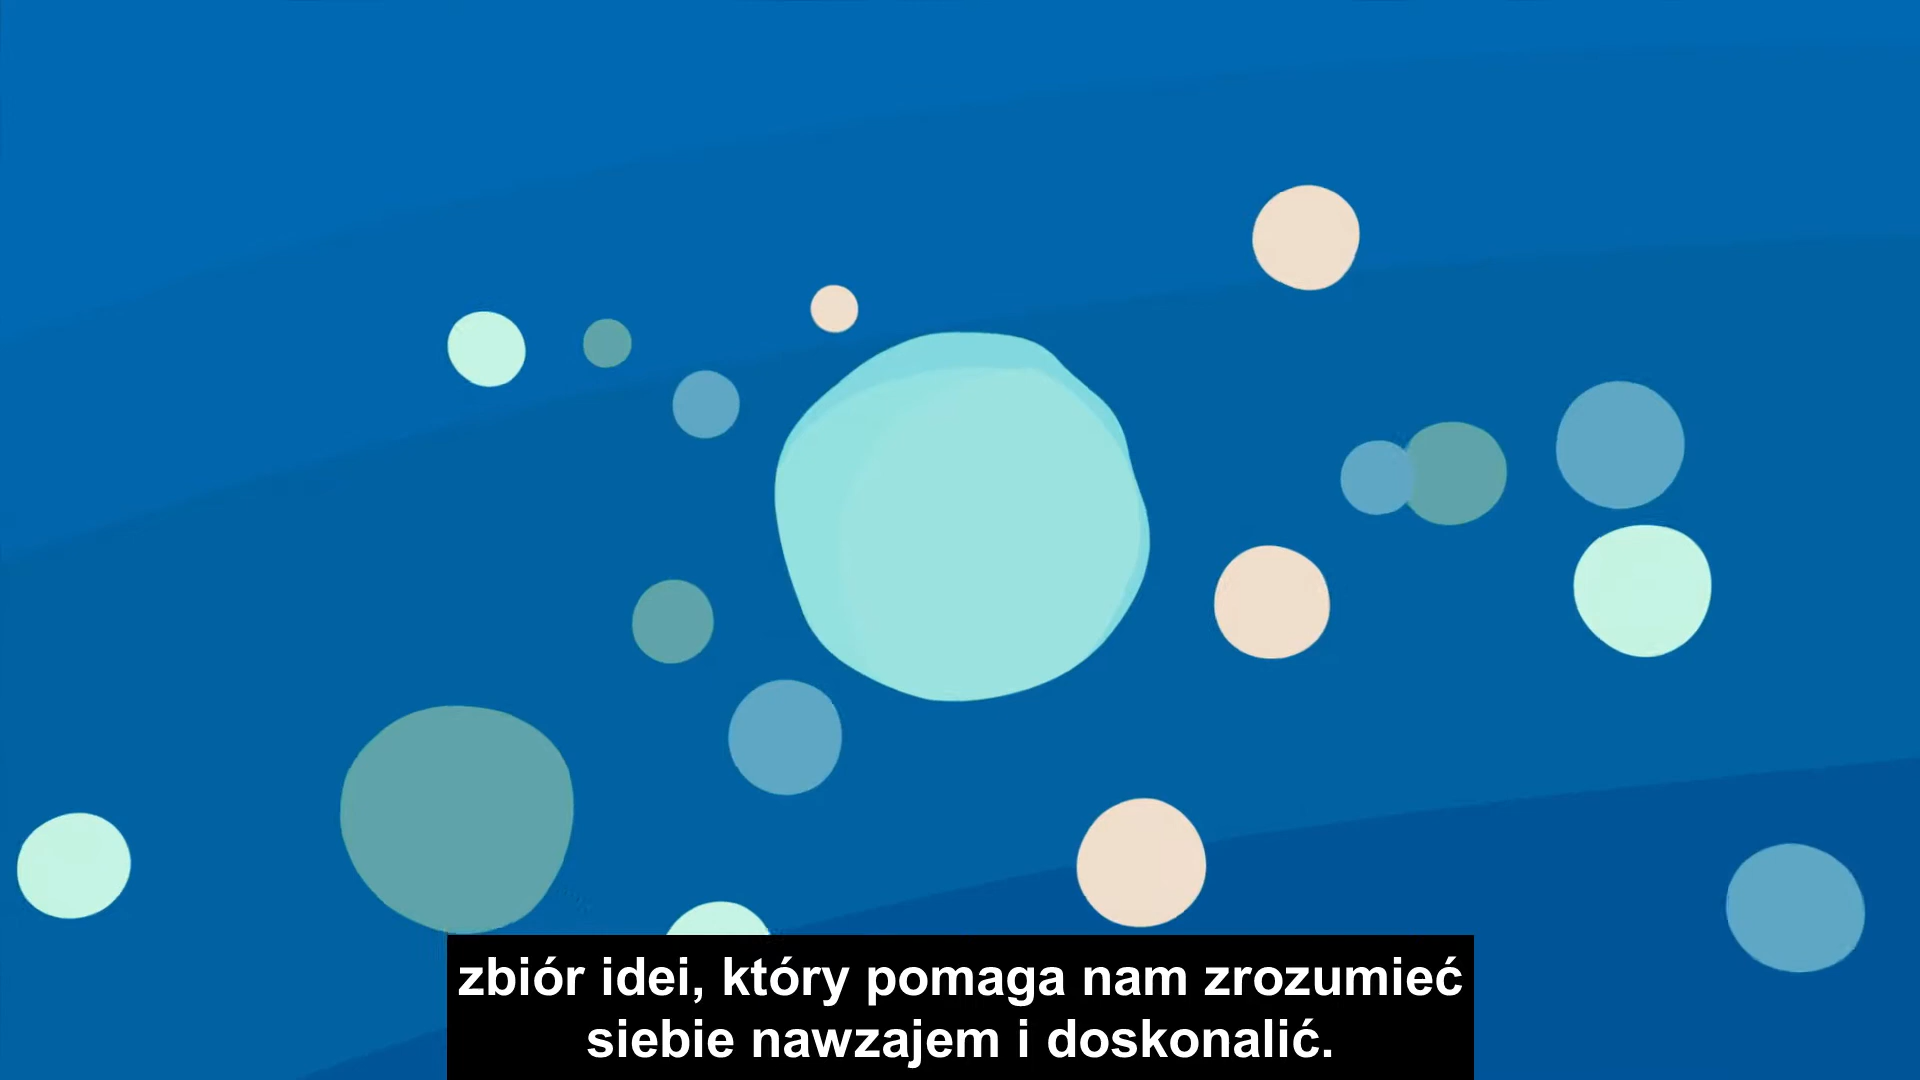 zbiór idei, który pomaga nam zrozumieć
siebie nawzajem i doskonalić.